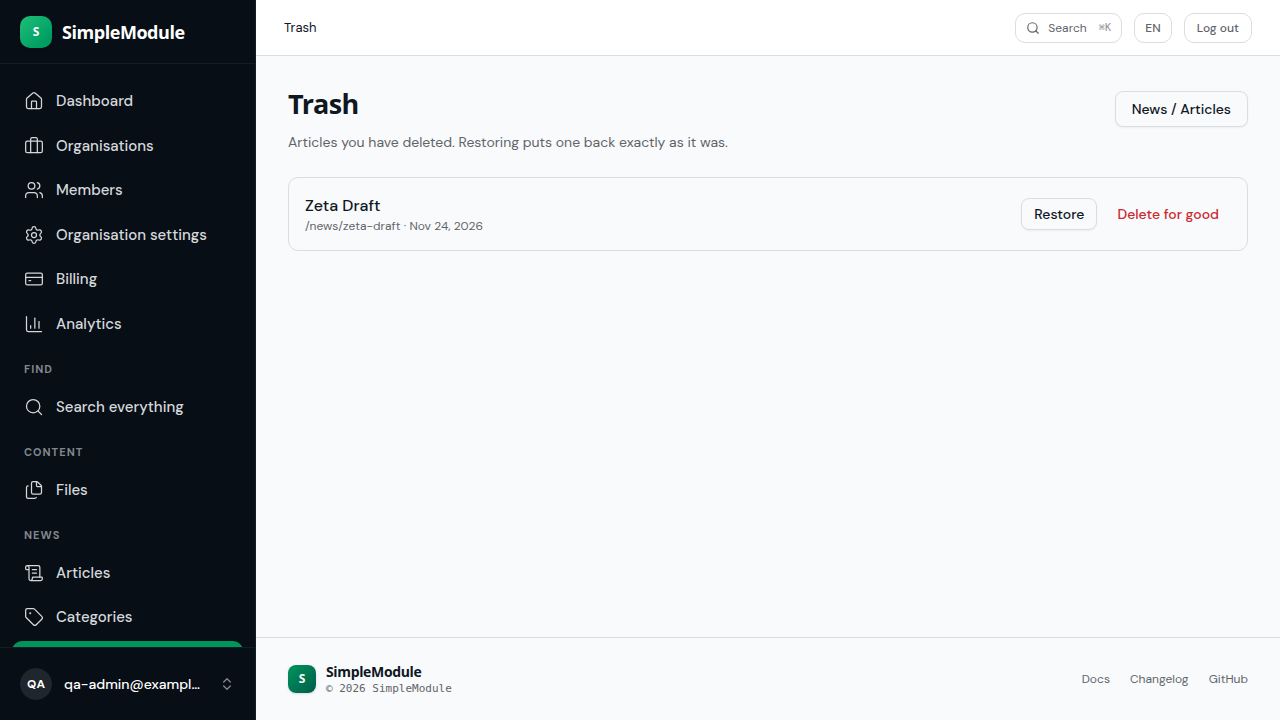 S SimpleModule
Dashboard
Organisations
Members
Organisation settings
Billing
Analytics
FIND
Search everything
CONTENT
Files
NEWS
Articles
Categories
QA qa-admin@exampl...
Trash
Search ⌘K
EN
Log out
Trash
News / Articles
Articles you have deleted. Restoring puts one back exactly as it was.
Zeta Draft
/news/zeta-draft · Nov 24, 2026
Restore
Delete for good
S SimpleModule
© 2026 SimpleModule
Docs
Changelog
GitHub